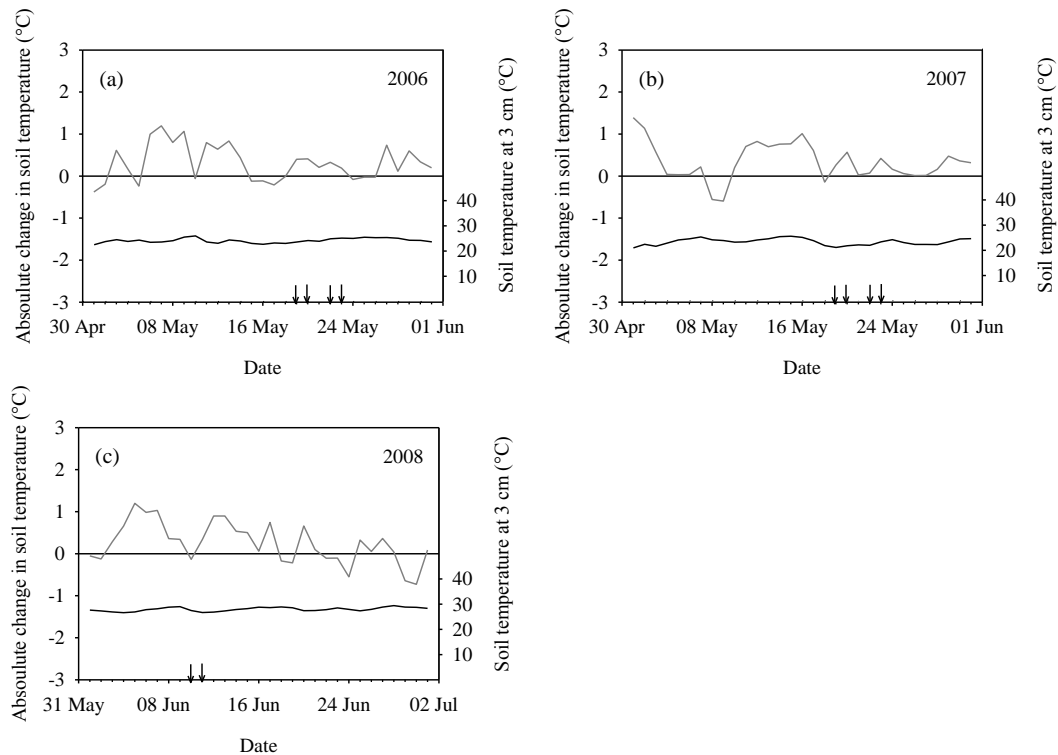 Absoulute change in soil temperature (°C)
3
2
1
0
-1
-2
-3
(a)
2006
40
30
20
10
Soil temperature at 3 cm (°C)
30 Apr
08 May
16 May
24 May
01 Jun
Date
Absoulute change in soil temperature (°C)
3
2
1
0
-1
-2
-3
(b)
2007
40
30
20
10
Soil temperature at 3 cm (°C)
30 Apr
08 May
16 May
24 May
01 Jun
Date
Absoulute change in soil temperature (°C)
3
2
1
0
-1
-2
-3
(c)
2008
40
30
20
10
Soil temperature at 3 cm (°C)
31 May
08 Jun
16 Jun
24 Jun
02 Jul
Date